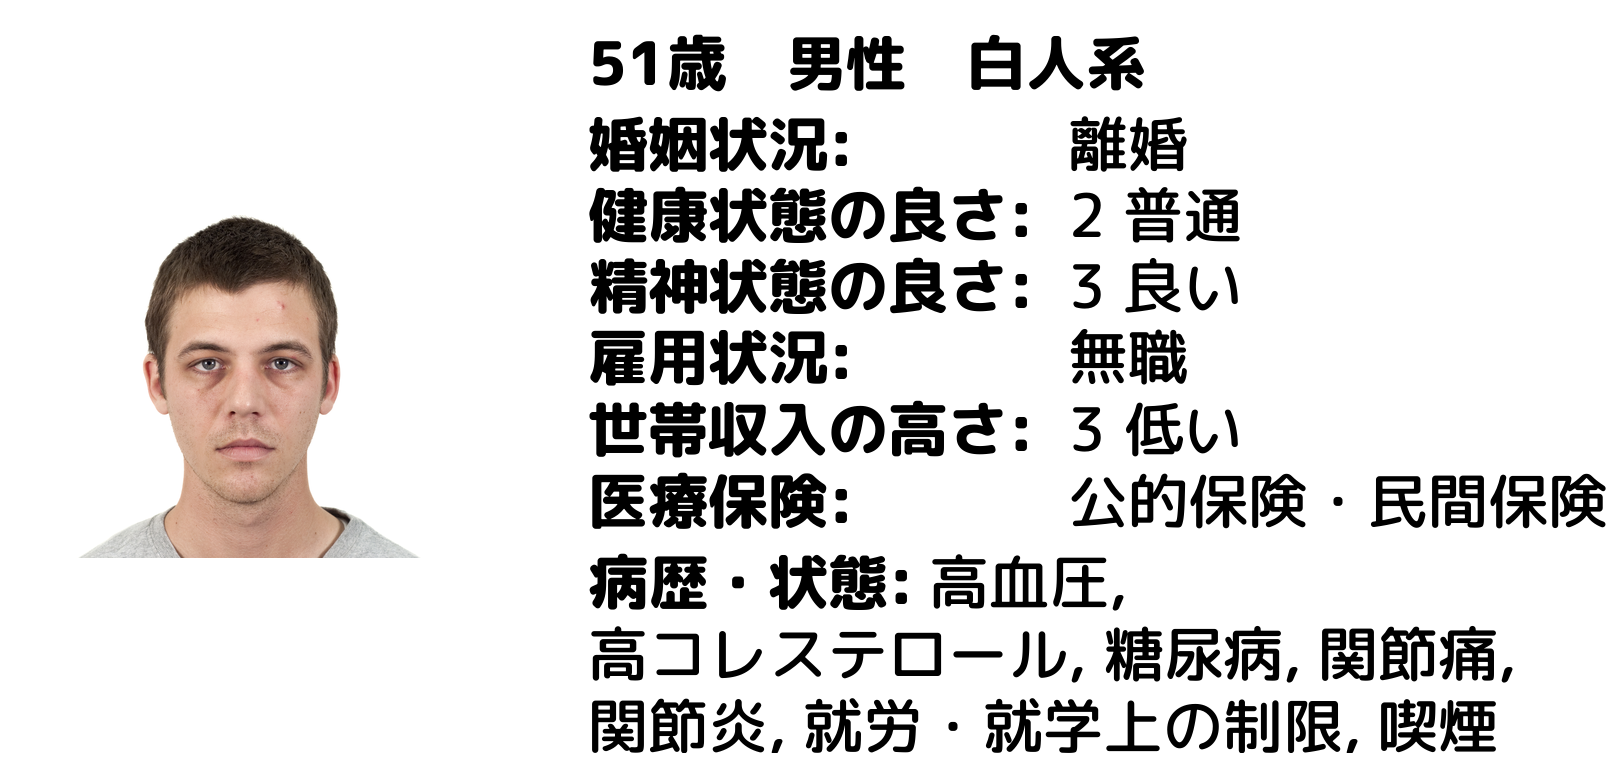 51歳　男性　白人系
婚姻状況: 離婚
健康状態の良さ: 2 普通
精神状態の良さ: 3 良い
雇用状況: 無職
世帯収入の高さ: 3 低い
医療保険: 公的保険・民間保険
病歴・状態: 高血圧,
高コレステロール, 糖尿病, 関節痛,
関節炎, 就労・就学上の制限, 喫煙